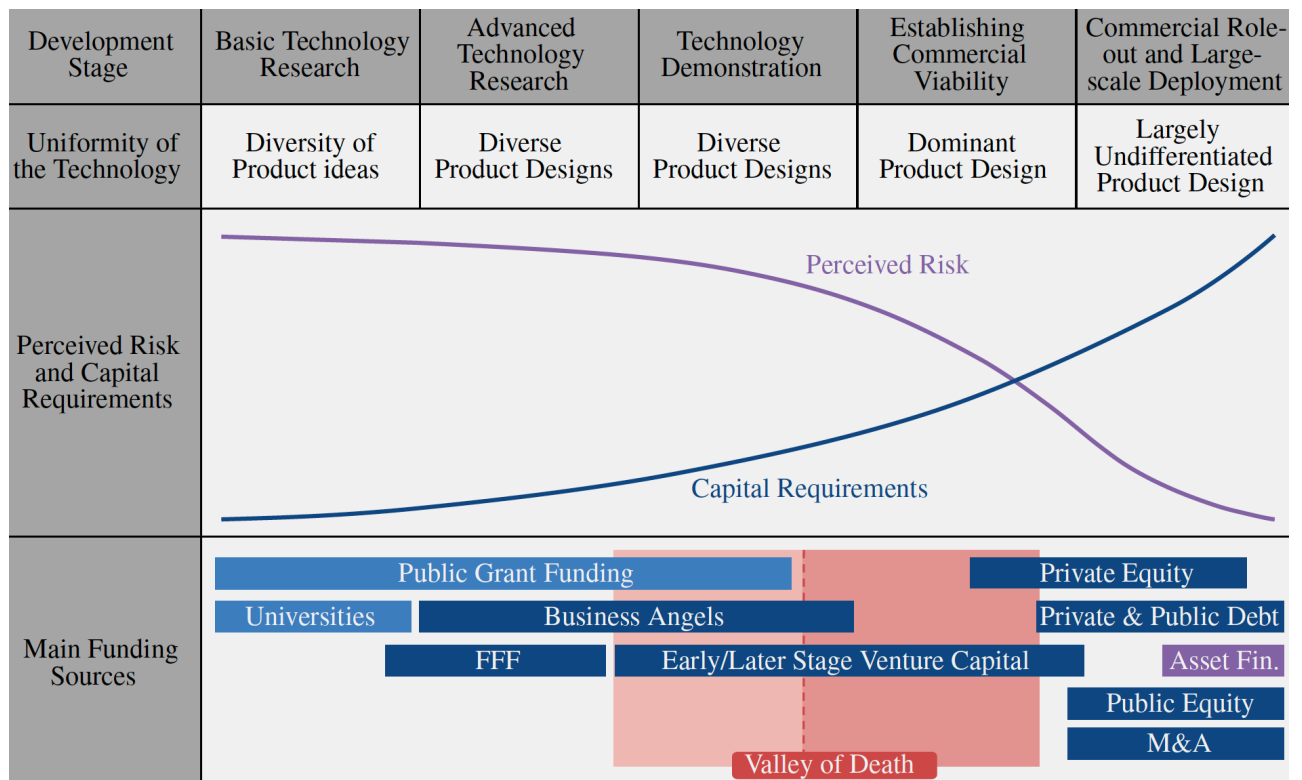 Development
Stage
Basic Technology
Research
Advanced
Technology
Research
Technology
Demonstration
Establishing
Commercial
Viability
Commercial Role-
out and Large-
scale Deployment
Uniformity of
the Technology
Diversity of
Product ideas
Diverse
Product Designs
Diverse
Product Designs
Dominant
Product Design
Largely
Undifferentiated
Product Design
Perceived Risk
and Capital
Requirements
Perceived Risk
Capital Requirements
Main Funding
Sources
Public Grant Funding
Private Equity
Universities
Business Angels
Private & Public Debt
FFF
Early/Later Stage Venture Capital
Asset Fin.
Public Equity
M&A
Valley of Death